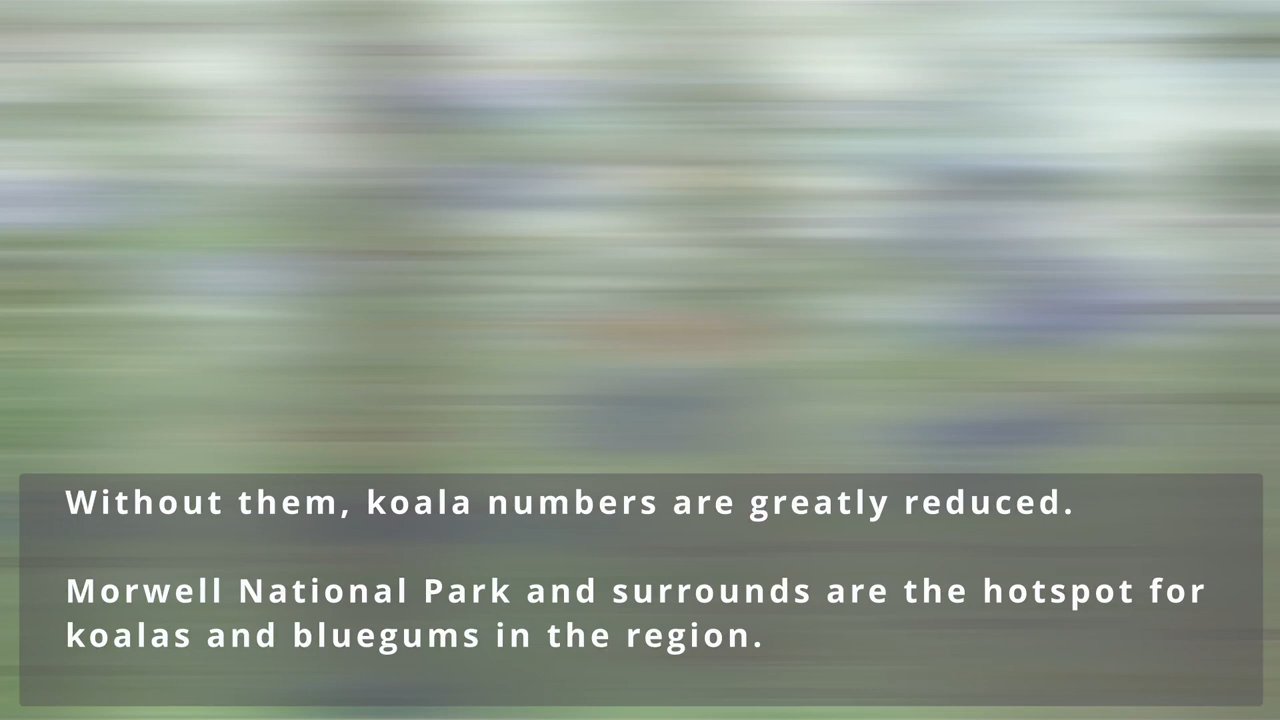 Without them, koala numbers are greatly reduced.
Morwell National Park and surrounds are the hotspot for
koalas and bluegums in the region.